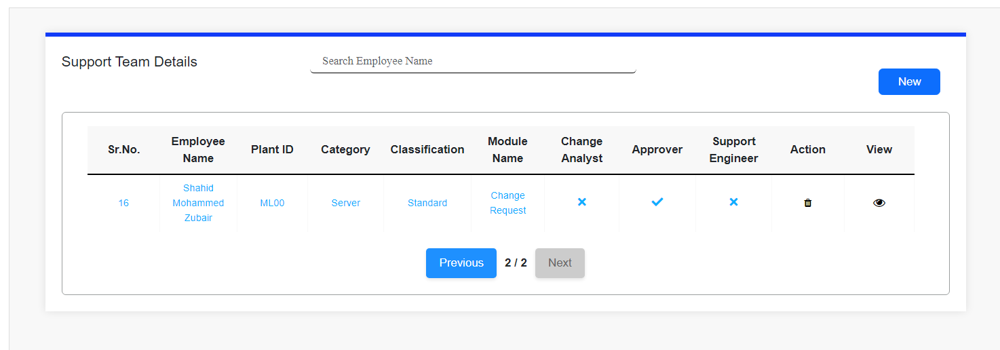 Support Team Details
Search Employee Name
New
Sr.No. Employee Name Plant ID Category Classification Module Name Change Analyst Approver Support Engineer Action View
16 Shahid Mohammed Zubair ML00 Server Standard Change Request
Previous 2 / 2 Next